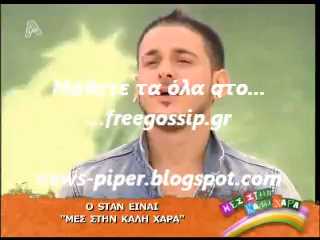 Μάθετε τα όλα στο...
...freegossip.gr
news-piper.blogspot.com
Ο STAN ΕΙΝΑΙ
"ΜΕΣ ΣΤΗΝ ΚΑΛΗ ΧΑΡΑ"
ΜΕΣ ΣΤΗΝ
ΚΑΛΗ ΧΑΡΑ